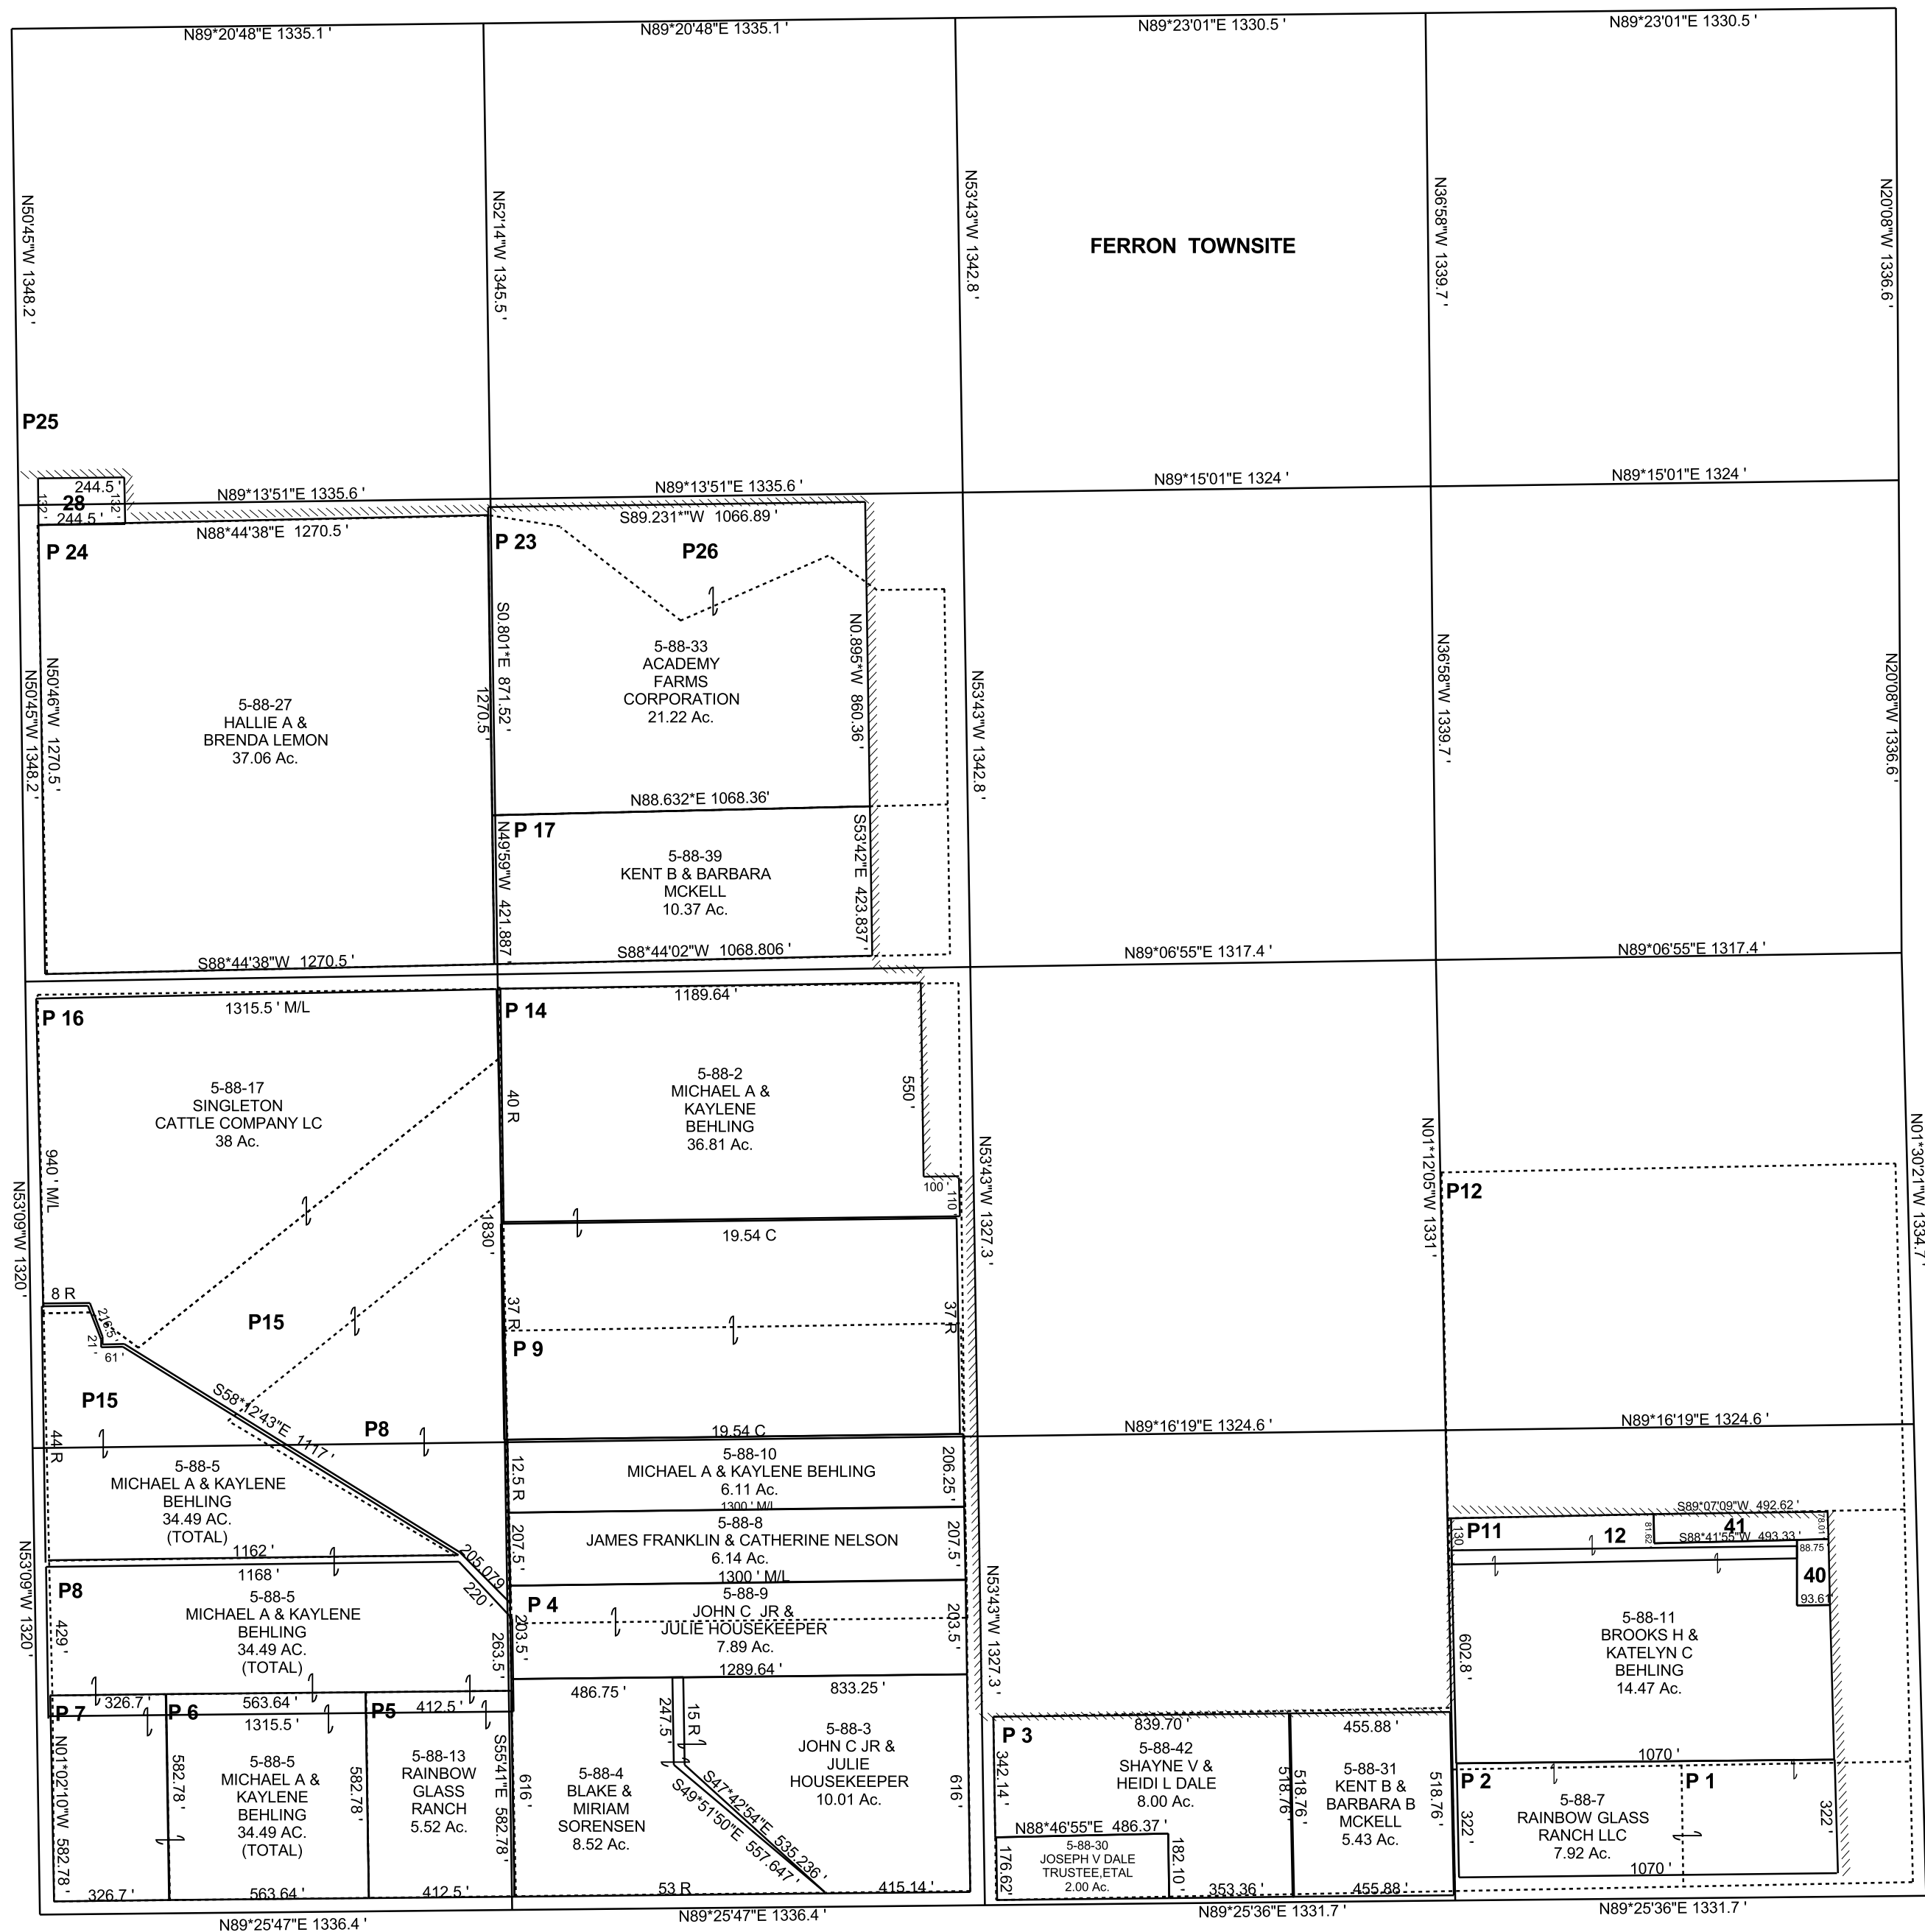 N89*20'48"E 1335.1 '
N89*20'48"E 1335.1 '
N89*23'01"E 1330.5 '
N89*23'01"E 1330.5 '
N50'45"W 1348.2 '
N52'14"W 1345.5 '
N53'43"W 1342.8 '
N36'58"W 1339.7 '
N20'08"W 1336.6 '
FERRON TOWNSITE
P25
244.5 '
132'
28
132'
244.5 '
N89*13'51"E 1335.6 '
N89*13'51"E 1335.6 '
N89*15'01"E 1324 '
N89*15'01"E 1324 '
N88*44'38"E 1270.5 '
S89.231*"W 1066.89 '
P 24
P 23
P26
N50'45"W 1348.2 '
N50'46"W 1270.5 '
5-88-27
HALLIE A &
BRENDA LEMON
37.06 Ac.
1270.5 '
S0.801*E 871.52 '
5-88-33
ACADEMY
FARMS
CORPORATION
21.22 Ac.
N0.895*W 860.36 '
N53'43"W 1342.8 '
N36'58"W 1339.7 '
N20'08"W 1336.6 '
N88.632*E 1068.36'
P 17
N49'59"W 421.887 '
5-88-39
KENT B & BARBARA
MCKELL
10.37 Ac.
S53'42"E 423.837 '
S88*44'38"W 1270.5 '
S88*44'02"W 1068.806 '
N89*06'55"E 1317.4 '
N89*06'55"E 1317.4 '
1315.5 ' M/L
1189.64 '
P 16
P 14
5-88-17
SINGLETON
CATTLE COMPANY LC
38 Ac.
40 R
5-88-2
MICHAEL A &
KAYLENE
BEHLING
36.81 Ac.
550 '
100 '
110 '
940 ' M/L
N53'09"W 1320 '
1830 '
N53'43"W 1327.3 '
N01*12'05"W 1331 '
P12
N01*30'21"W 1334.7 '
19.54 C
8 R
216.5 '
21 '
61 '
P15
37 R
37 R
P 9
P15
S58*12'43"E 1117 '
P8
44 R
19.54 C
N89*16'19"E 1324.6 '
N89*16'19"E 1324.6 '
5-88-5
MICHAEL A & KAYLENE
BEHLING
34.49 AC.
(TOTAL)
12.5 R
5-88-10
MICHAEL A & KAYLENE BEHLING
6.11 Ac.
1300 ' M/L
206.25 '
207.5 '
5-88-8
JAMES FRANKLIN & CATHERINE NELSON
6.14 Ac.
1300 ' M/L
207.5 '
S89*07'09"W 492.62 '
130
P11
12
81.62
41
S88*41'55"W 493.33 '
78.01
88.75
40
93.61
N53'09"W 1320 '
1162 '
1168 '
205.079
220 '
P8
429 '
5-88-5
MICHAEL A & KAYLENE
BEHLING
34.49 AC.
(TOTAL)
263.5 '
P 4
203.5 '
5-88-9
JOHN C JR &
JULIE HOUSEKEEPER
7.89 Ac.
203.5 '
1289.64 '
N53'43"W 1327.3 '
602.8 '
5-88-11
BROOKS H &
KATELYN C
BEHLING
14.47 Ac.
326.7 '
563.64 '
412.5 '
P 7
P 6
P5
1315.5 '
486.75 '
833.25 '
247.5 '
15 R
N01*02'10"W 582.78 '
582.78 '
5-88-5
MICHAEL A &
KAYLENE
BEHLING
34.49 AC.
(TOTAL)
582.78 '
5-88-13
RAINBOW
GLASS
RANCH
5.52 Ac.
S55'41"E 582.78 '
616 '
5-88-4
BLAKE &
MIRIAM
SORENSEN
8.52 Ac.
S47*42'54"E 535.236 '
S49*51'50"E 557.647 '
5-88-3
JOHN C JR &
JULIE
HOUSEKEEPER
10.01 Ac.
616 '
P 3
839.70 '
455.88 '
342.14 '
5-88-42
SHAYNE V &
HEIDI L DALE
8.00 Ac.
518.76 '
518.76 '
5-88-31
KENT B &
BARBARA B
MCKELL
5.43 Ac.
518.76 '
1070 '
P 2
P 1
322 '
5-88-7
RAINBOW GLASS
RANCH LLC
7.92 Ac.
322 '
1070 '
N88*46'55"E 486.37 '
176.62'
5-88-30
JOSEPH V DALE
TRUSTEE,ETAL
2.00 Ac.
182.10 '
326.7 '
563.64 '
412.5 '
53 R
415.14 '
353.36 '
455.88 '
N89*25'47"E 1336.4 '
N89*25'47"E 1336.4 '
N89*25'36"E 1331.7 '
N89*25'36"E 1331.7 '